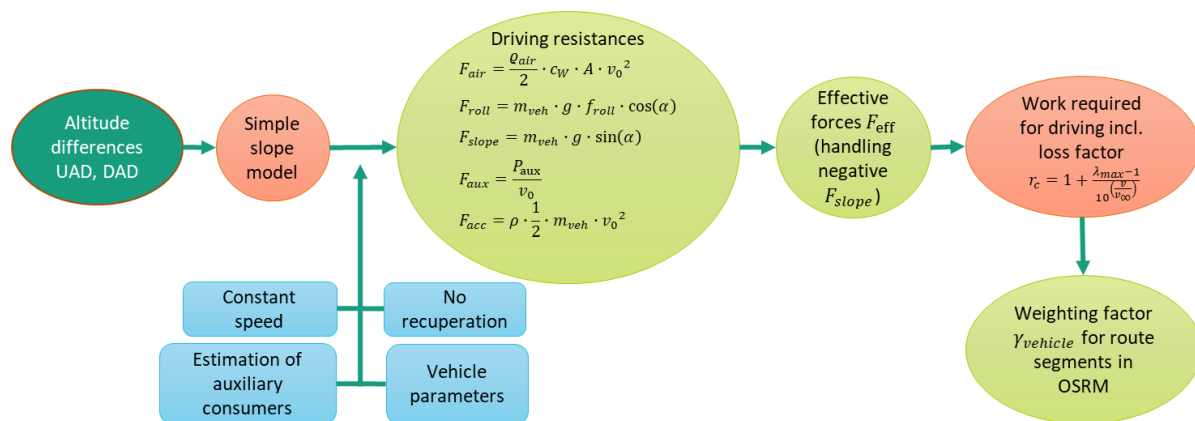 Altitude
differences
UAD, DAD
Simple
slope
model
Driving resistances
F_air = ϱ_air/2 · c_W · A · v_0²
F_roll = m_veh · g · f_roll · cos(α)
F_slope = m_veh · g · sin(α)
F_aux = P_aux/v_0
F_acc = ρ · 1/2 · m_veh · v_0²
Effective
forces F_eff
(handling
negative
F_slope)
Work required
for driving incl.
loss factor
r_c = 1 + (λ_max−1)/10^(v/v_∞)
Constant
speed
No
recuperation
Estimation of
auxiliary
consumers
Vehicle
parameters
Weighting factor
γ_vehicle for route
segments in
OSRM